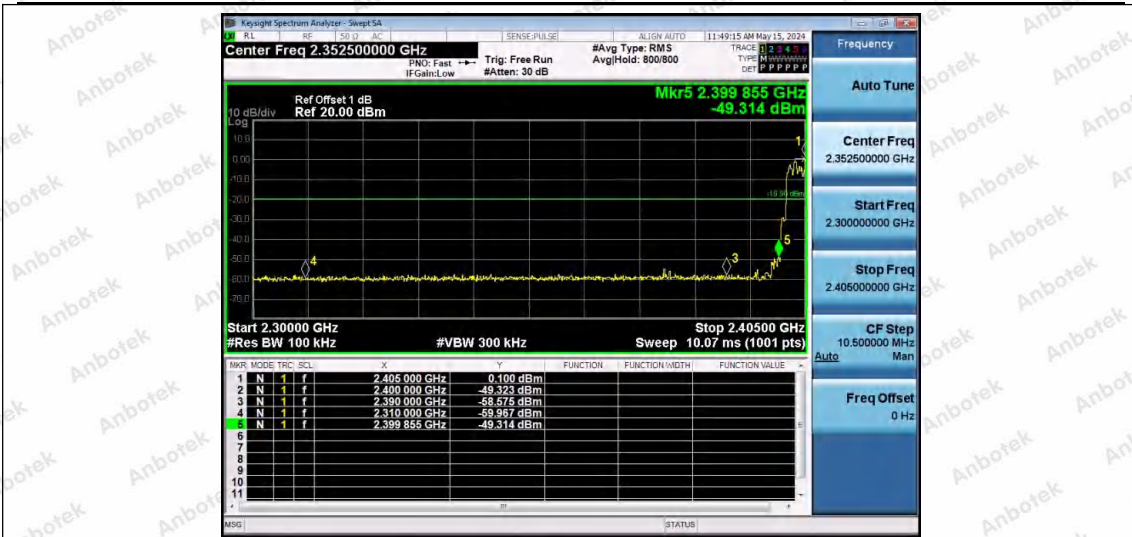 Keysight Spectrum Analyzer - Swept SA
RL RF 50 Ω AC SENSE:PULSE ALIGN AUTO 11:49:15 AM May 15, 2024
Center Freq 2.352500000 GHz
PNO: Fast
IFGain:Low
Trig: Free Run
#Atten: 30 dB
#Avg Type: RMS
Avg|Hold: 800/800
TRACE 1 2 3 4 5 6
TYPE M WWWWW
DET P P P P P P
Frequency
Auto Tune
Center Freq
2.352500000 GHz
Start Freq
2.300000000 GHz
Stop Freq
2.405000000 GHz
CF Step
10.500000 MHz
Auto Man
Freq Offset
0 Hz
Mkr5 2.399 855 GHz
-49.314 dBm
Ref Offset 1 dB
10 dB/div Ref 20.00 dBm
Log
10.0
0.00
-10.0
-20.0
-30.0
-40.0
-50.0
-60.0
-70.0
1
5
3
4
Start 2.30000 GHz Stop 2.40500 GHz
#Res BW 100 kHz #VBW 300 kHz Sweep 10.07 ms (1001 pts)
MKR MODE TRC SCL X Y FUNCTION FUNCTION WIDTH FUNCTION VALUE
1 N 1 f 2.405 000 GHz 0.100 dBm
2 N 1 f 2.400 000 GHz -49.323 dBm
3 N 1 f 2.390 000 GHz -58.575 dBm
4 N 1 f 2.310 000 GHz -59.967 dBm
5 N 1 f 2.399 855 GHz -49.314 dBm
6
7
8
9
10
11
MSG STATUS
Anbotek